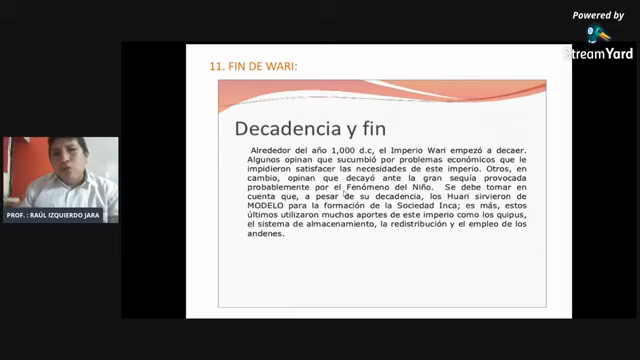 Powered by
StreamYard
11. FIN DE WARI:
Decadencia y fin
Alrededor del año 1,000 d.c, el Imperio Wari empezó a decaer.
Algunos opinan que sucumbió por problemas económicos que le
impidieron satisfacer las necesidades de este imperio. Otros, en
cambio, opinan que decayó ante la gran sequía provocada
probablemente por el Fenómeno del Niño. Se debe tomar en
cuenta que, a pesar de su decadencia, los Huari sirvieron de
MODELO para la formación de la Sociedad Inca; es más, estos
últimos utilizaron muchos aportes de este imperio como los quipus,
el sistema de almacenamiento, la redistribución y el empleo de los
andenes.
PROF. : RAÚL IZQUIERDO JARA